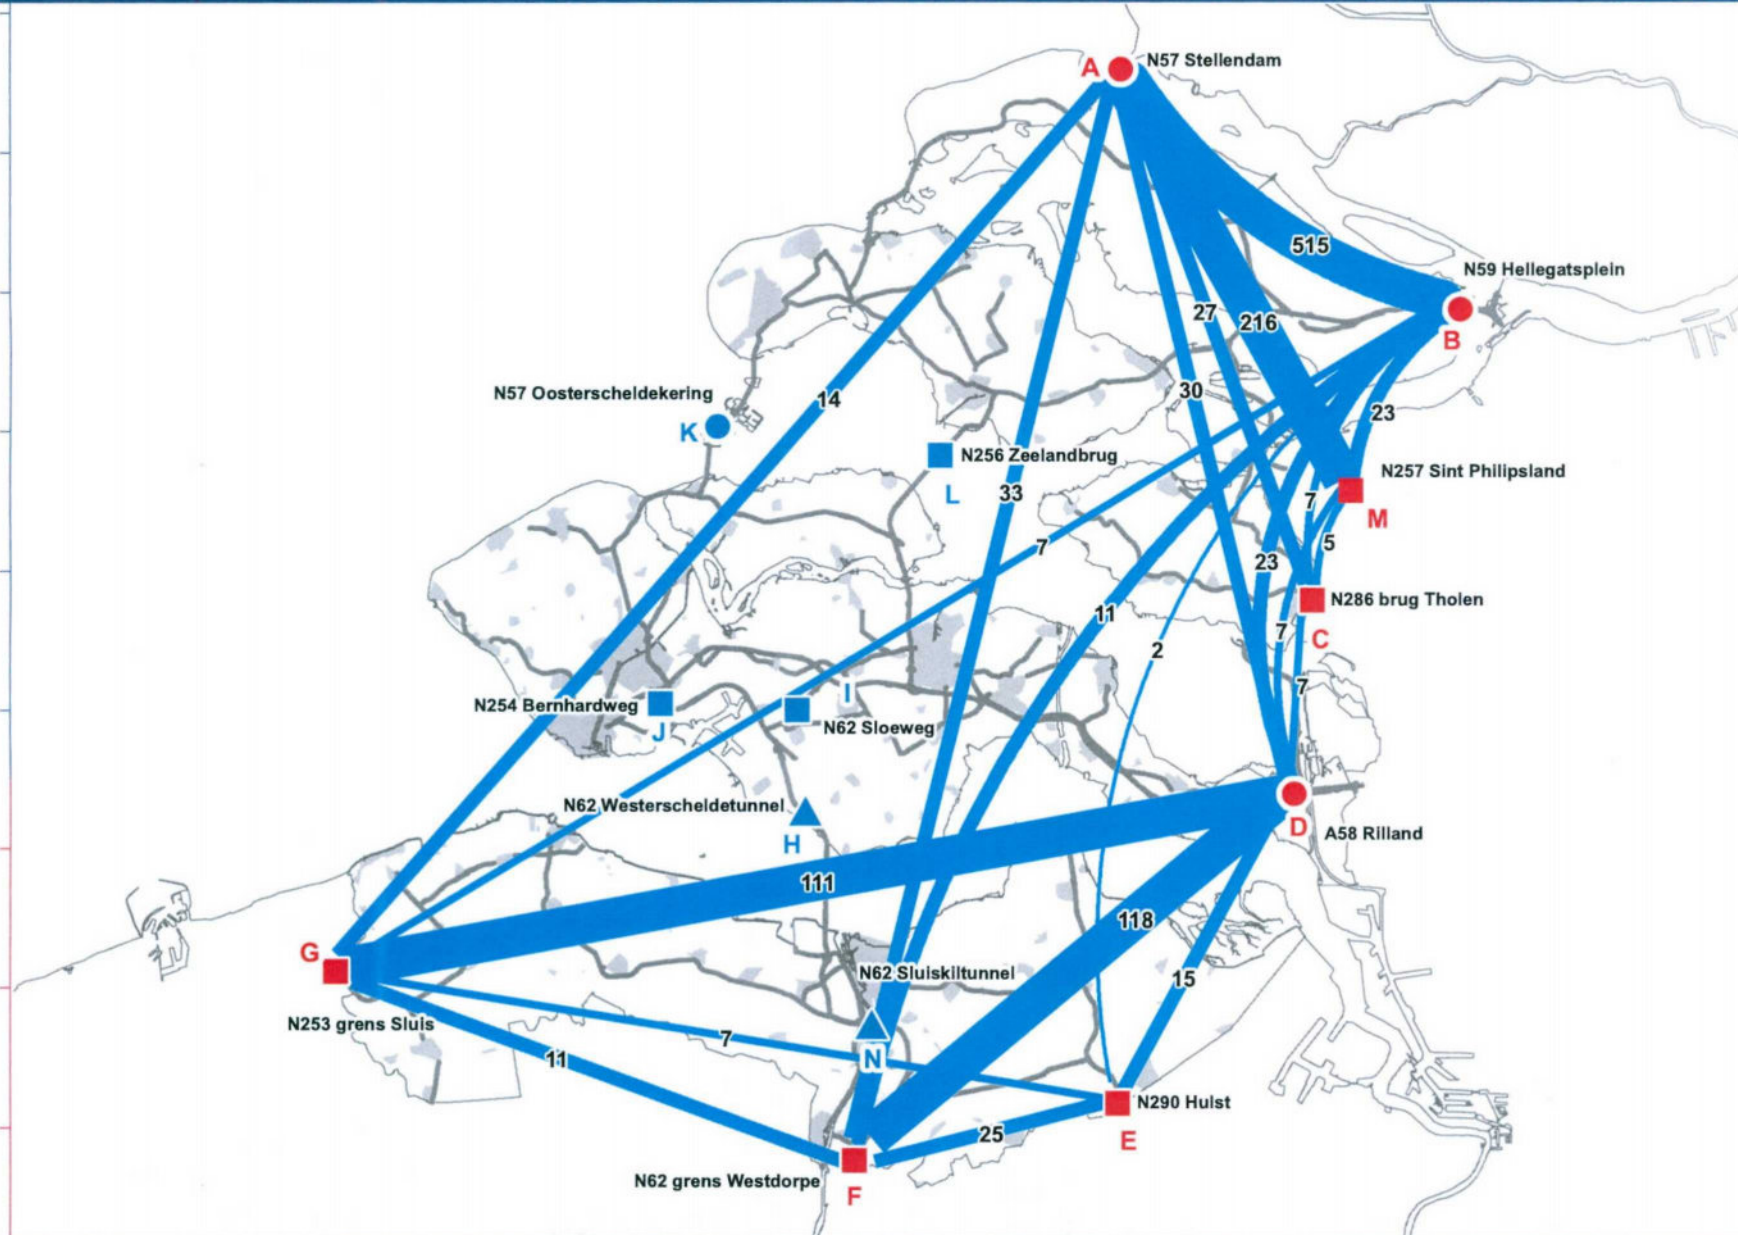 A
N57 Stellendam
515
N59 Hellegatsplein
B
27
216
30
14
23
N57 Oosterscheldekering
K
N256 Zeelandbrug
L
33
N257 Sint Philipsland
M
7
5
7
23
N286 brug Tholen
C
11
2
7
7
I
N254 Bernhardweg
J
N62 Sloeweg
N62 Westerscheldetunnel
H
D
A58 Rilland
111
118
G
N62 Sluiskiltunnel
15
N253 grens Sluis
7
11
N
N290 Hulst
E
25
N62 grens Westdorpe
F